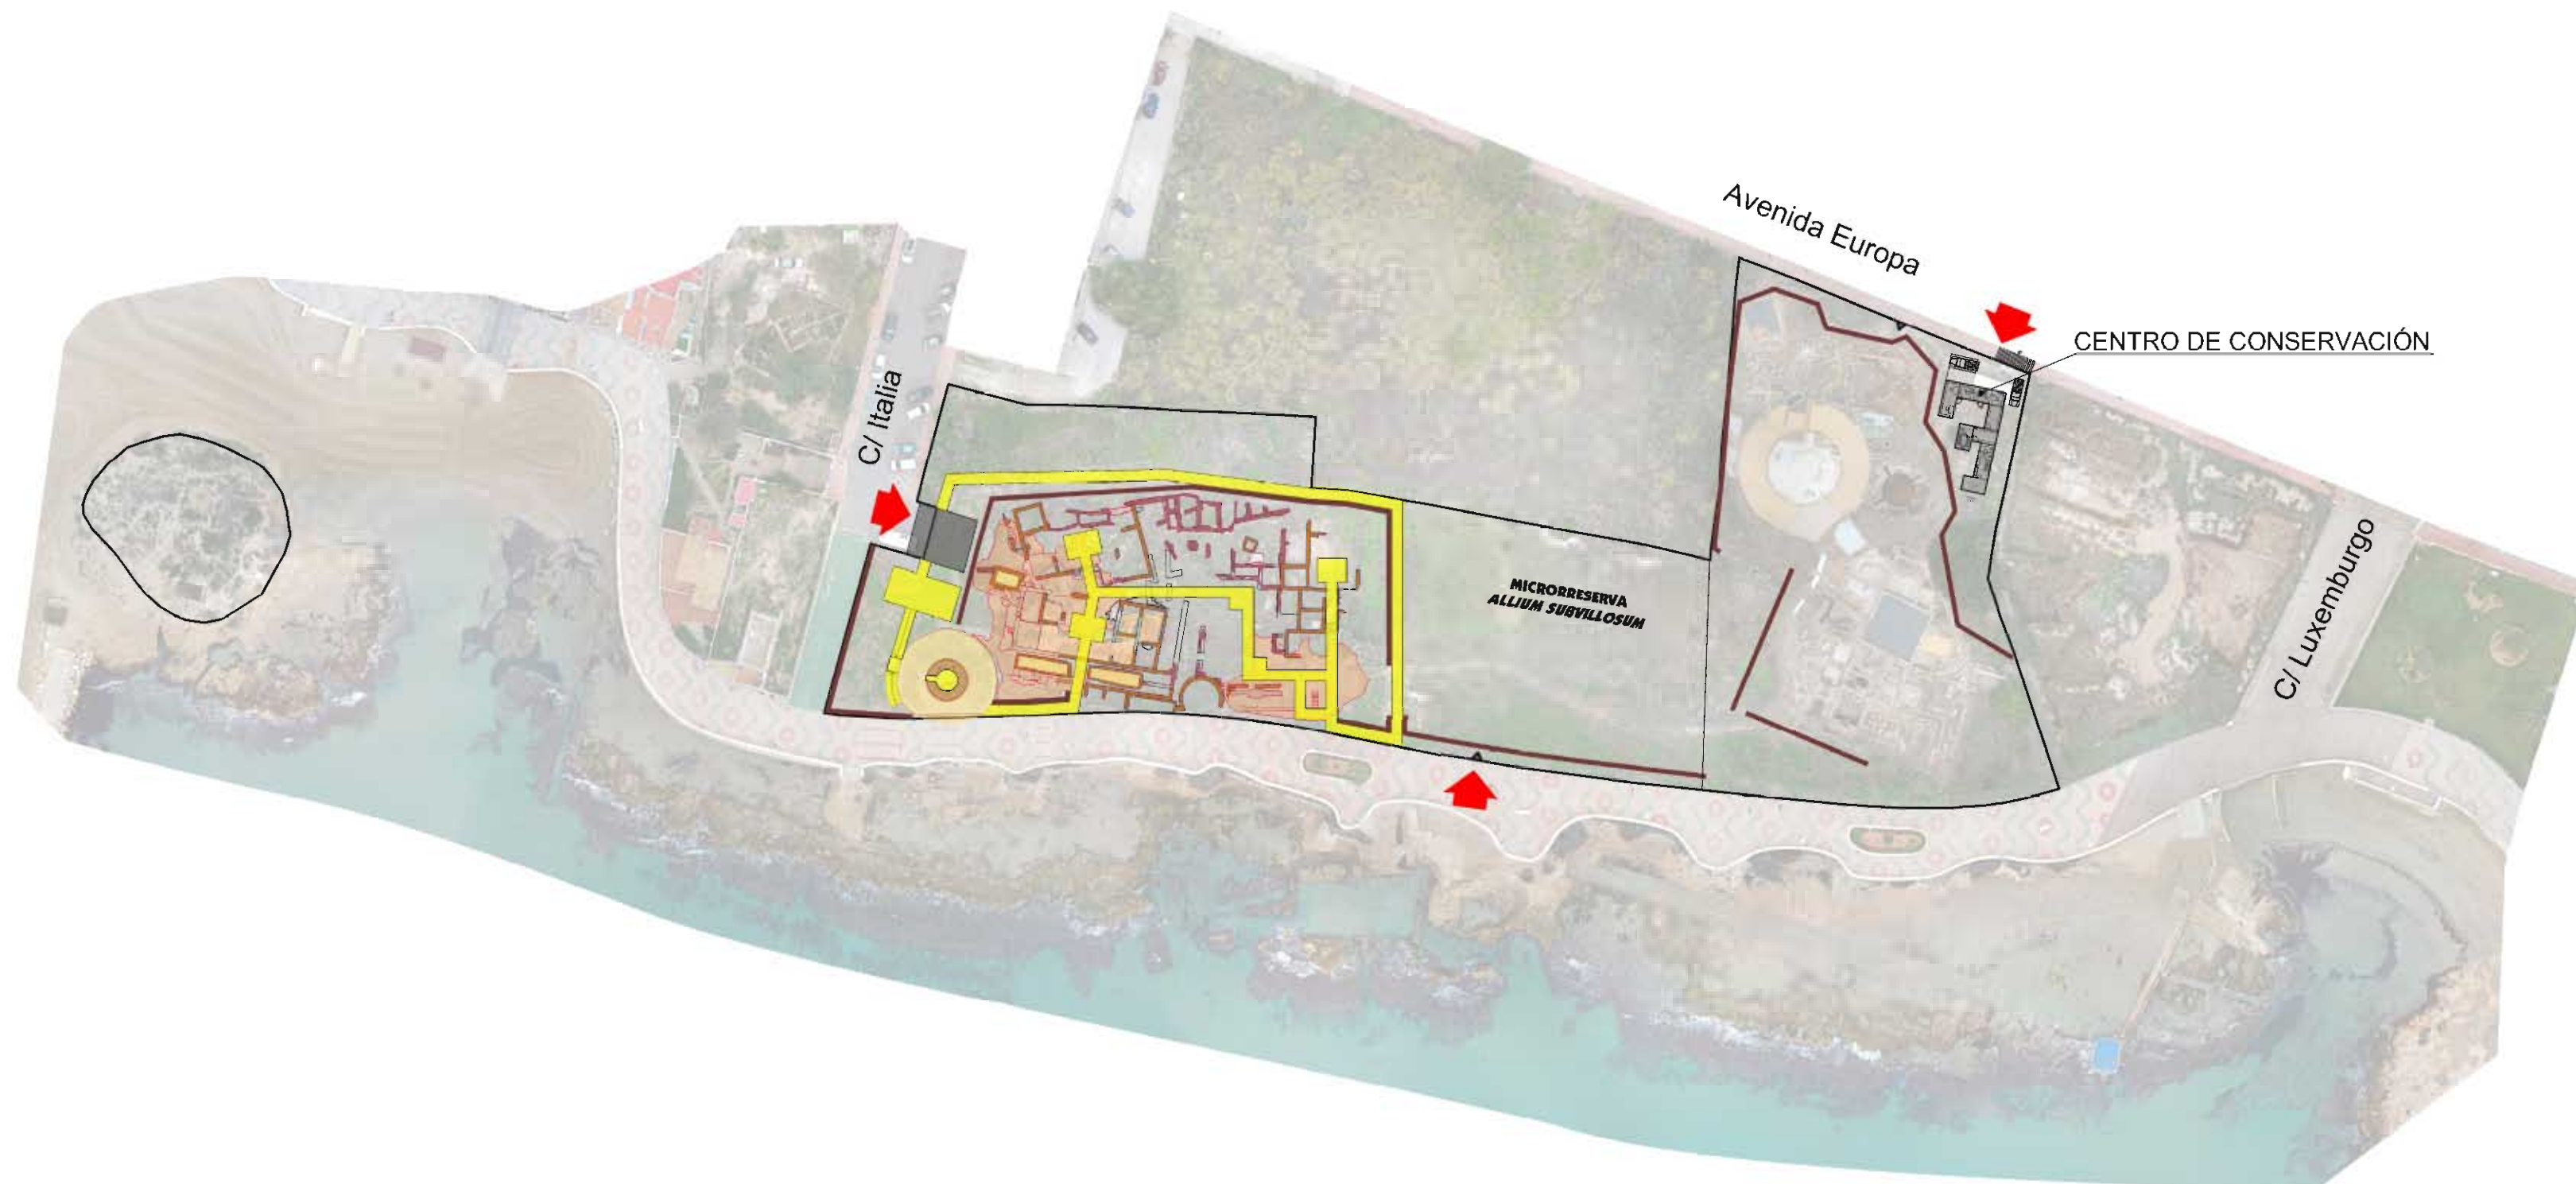 Avenida Europa
CENTRO DE CONSERVACIÓN
C/ Italia
MICRORRESERVA
ALLIUM SUBVILLOSUM
C/ Luxemburgo